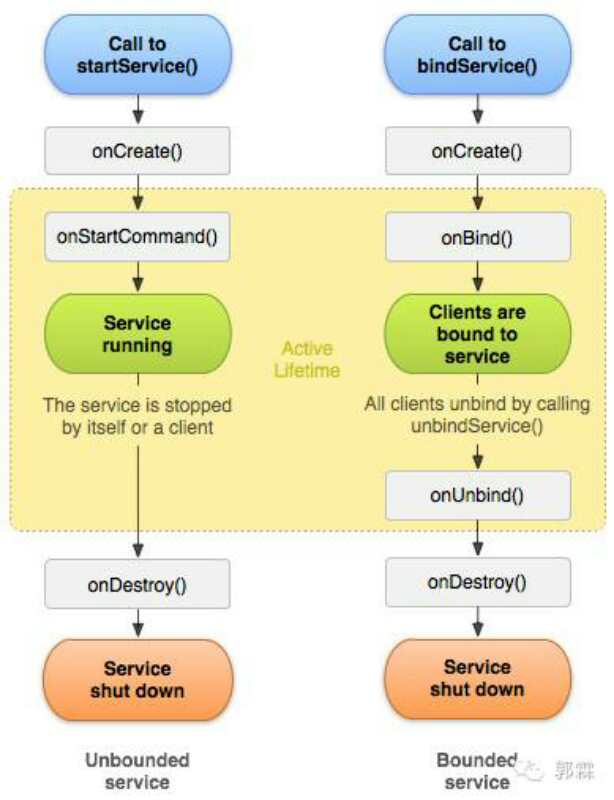 Call to
startService()
onCreate()
onStartCommand()
Service
running
The service is stopped
by itself or a client
onDestroy()
Service
shut down
Unbounded
service
Active
Lifetime
Call to
bindService()
onCreate()
onBind()
Clients are
bound to
service
All clients unbind by calling
unbindService()
onUnbind()
onDestroy()
Service
shut down
Bounded
service
郭霖